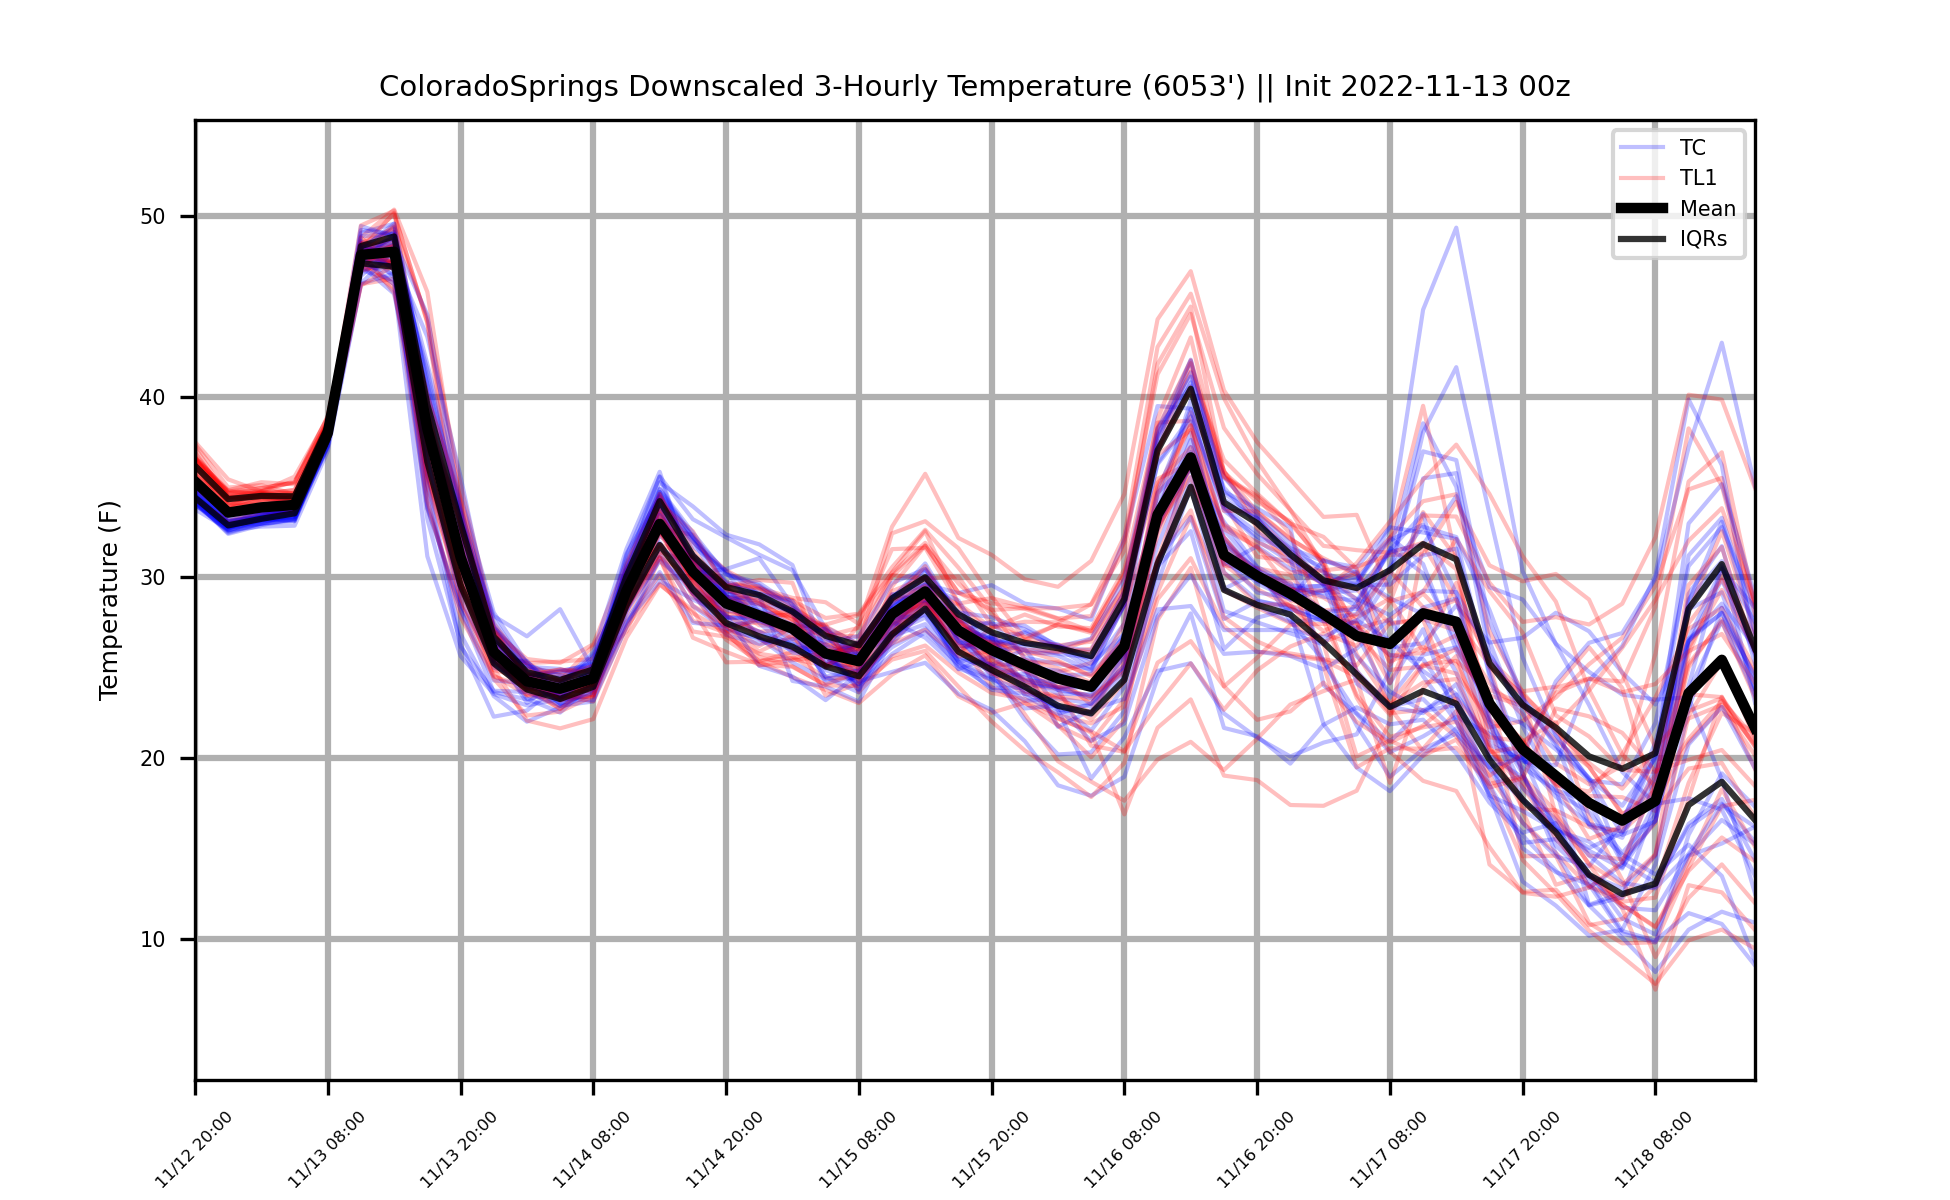 ColoradoSprings Downscaled 3-Hourly Temperature (6053') || Init 2022-11-13 00z
TC
TL1
Mean
IQRs
Temperature (F)
50
40
30
20
10
11/12 20:00
11/13 08:00
11/13 20:00
11/14 08:00
11/14 20:00
11/15 08:00
11/15 20:00
11/16 08:00
11/16 20:00
11/17 08:00
11/17 20:00
11/18 08:00